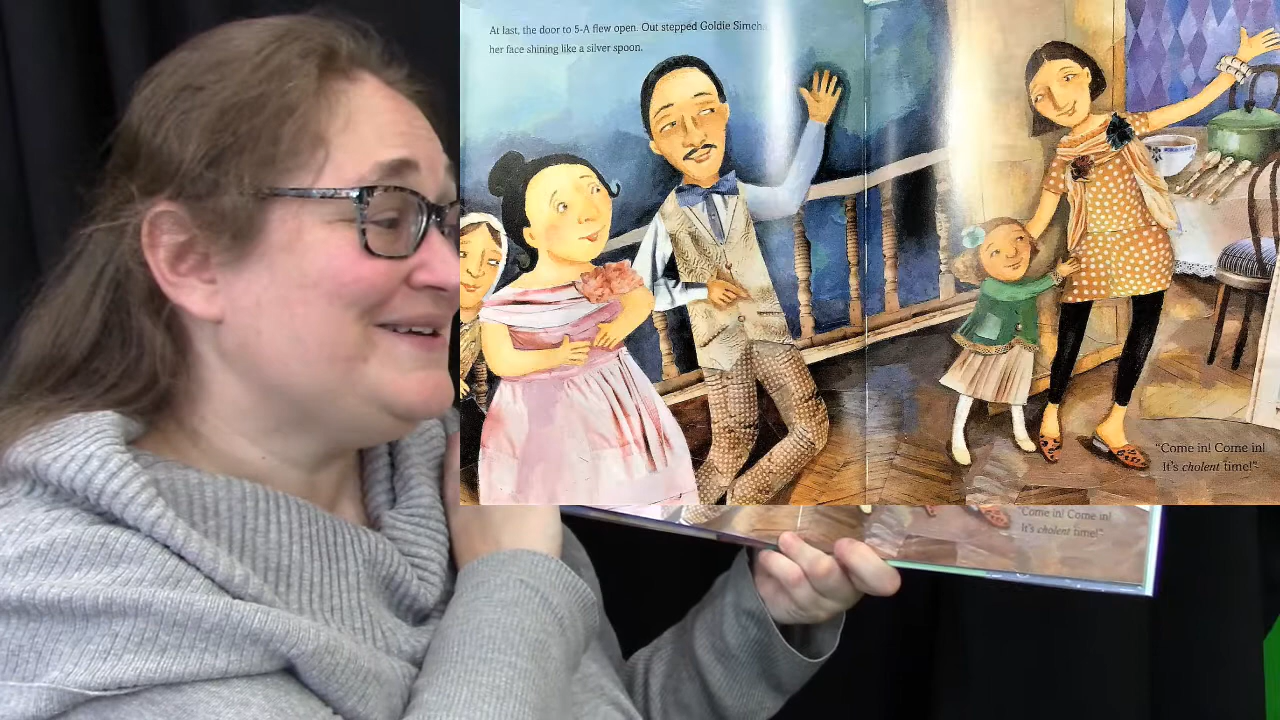 At last, the door to 5-A flew open. Out stepped Goldie Simcha
her face shining like a silver spoon.
"Come in! Come in!
It's cholent time!"
"Come in! Come in!
It's cholent time!"